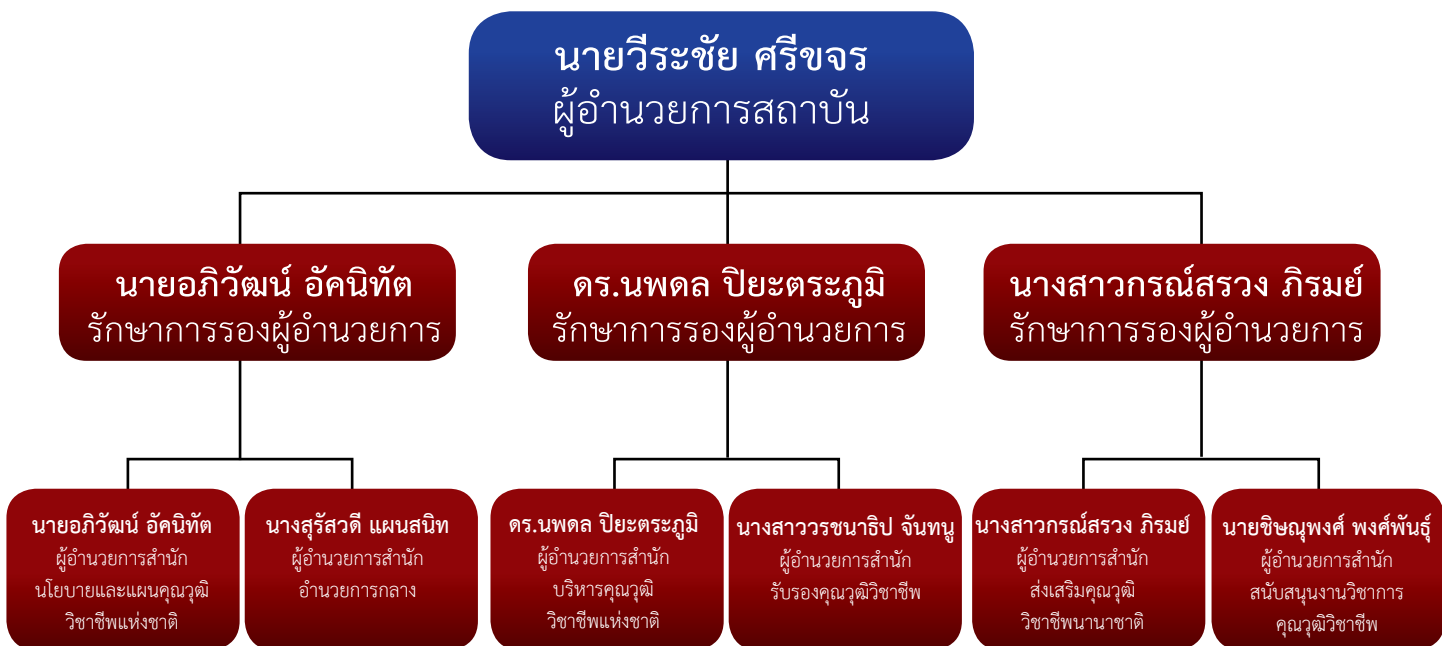 นายวีระชัย ศรีขจร
ผู้อำนวยการสถาบัน
นายอภิวัฒน์ อัคนิทัต
รักษาการรองผู้อำนวยการ
ดร.นพดล ปิยะตระภูมิ
รักษาการรองผู้อำนวยการ
นางสาวกรณ์สรวง ภิรมย์
รักษาการรองผู้อำนวยการ
นายอภิวัฒน์ อัคนิทัต
ผู้อำนวยการสำนัก
นโยบายและแผนคุณวุฒิ
วิชาชีพแห่งชาติ
นางสุรัสวดี แผนสนิท
ผู้อำนวยการสำนัก
อำนวยการกลาง
ดร.นพดล ปิยะตระภูมิ
ผู้อำนวยการสำนัก
บริหารคุณวุฒิ
วิชาชีพแห่งชาติ
นางสาววรชนาธิป จันทนู
ผู้อำนวยการสำนัก
รับรองคุณวุฒิวิชาชีพ
นางสาวกรณ์สรวง ภิรมย์
ผู้อำนวยการสำนัก
ส่งเสริมคุณวุฒิ
วิชาชีพนานาชาติ
นายชิษณุพงศ์ พงศ์พันธุ์
ผู้อำนวยการสำนัก
สนับสนุนงานวิชาการ
คุณวุฒิวิชาชีพ